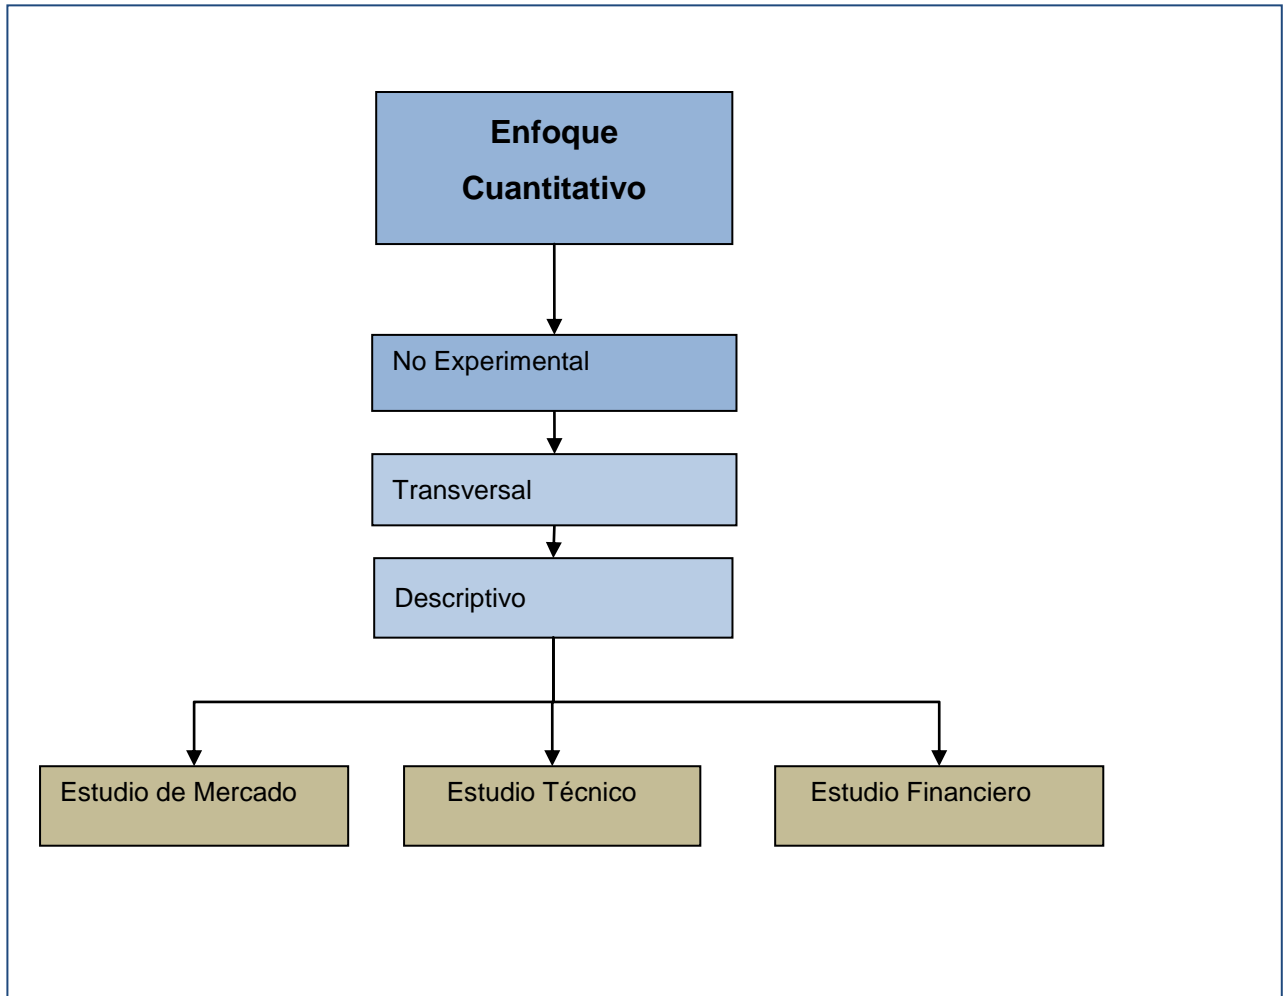 Enfoque
Cuantitativo
No Experimental
Transversal
Descriptivo
Estudio de Mercado
Estudio Técnico
Estudio Financiero